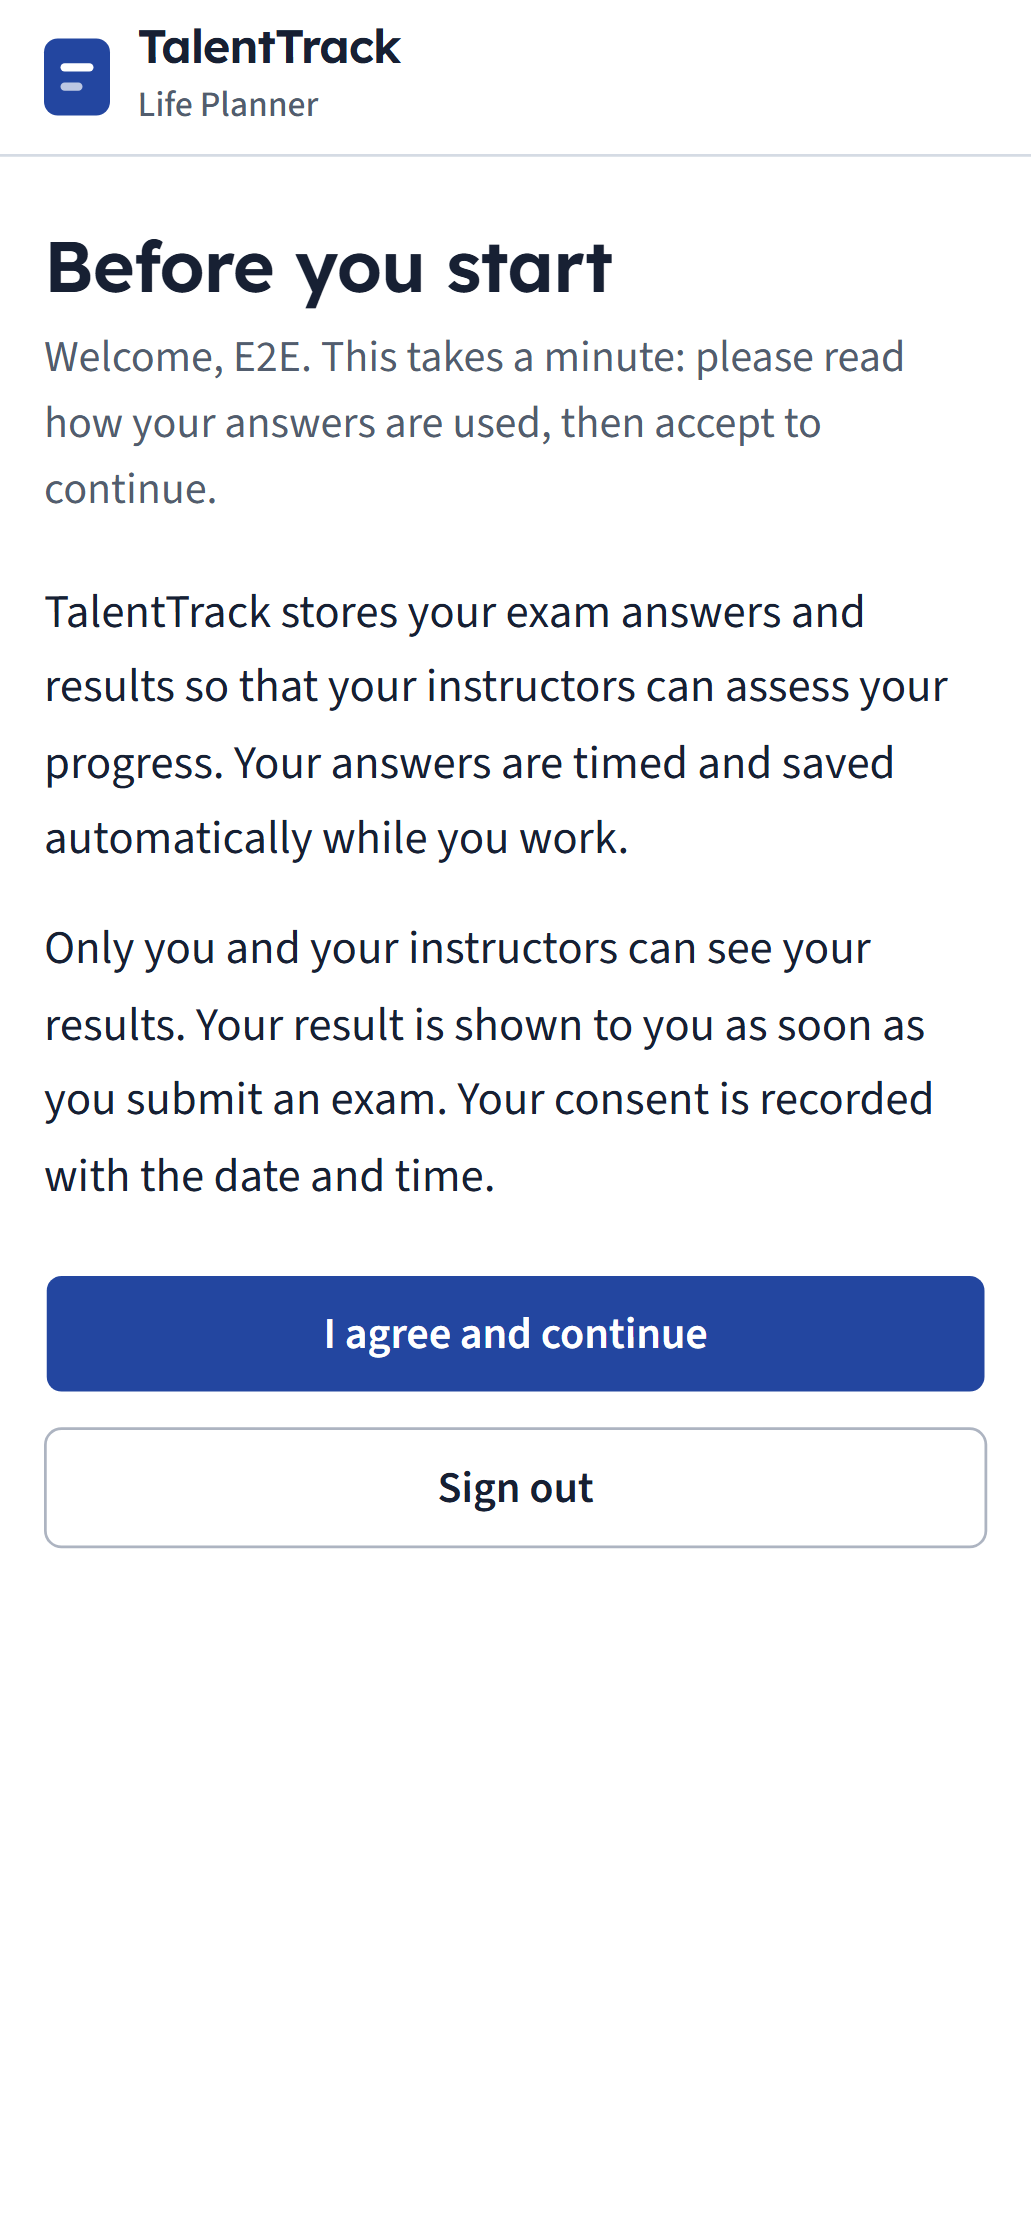 TalentTrack
Life Planner
Before you start
Welcome, E2E. This takes a minute: please read
how your answers are used, then accept to
continue.
TalentTrack stores your exam answers and
results so that your instructors can assess your
progress. Your answers are timed and saved
automatically while you work.
Only you and your instructors can see your
results. Your result is shown to you as soon as
you submit an exam. Your consent is recorded
with the date and time.
I agree and continue
Sign out